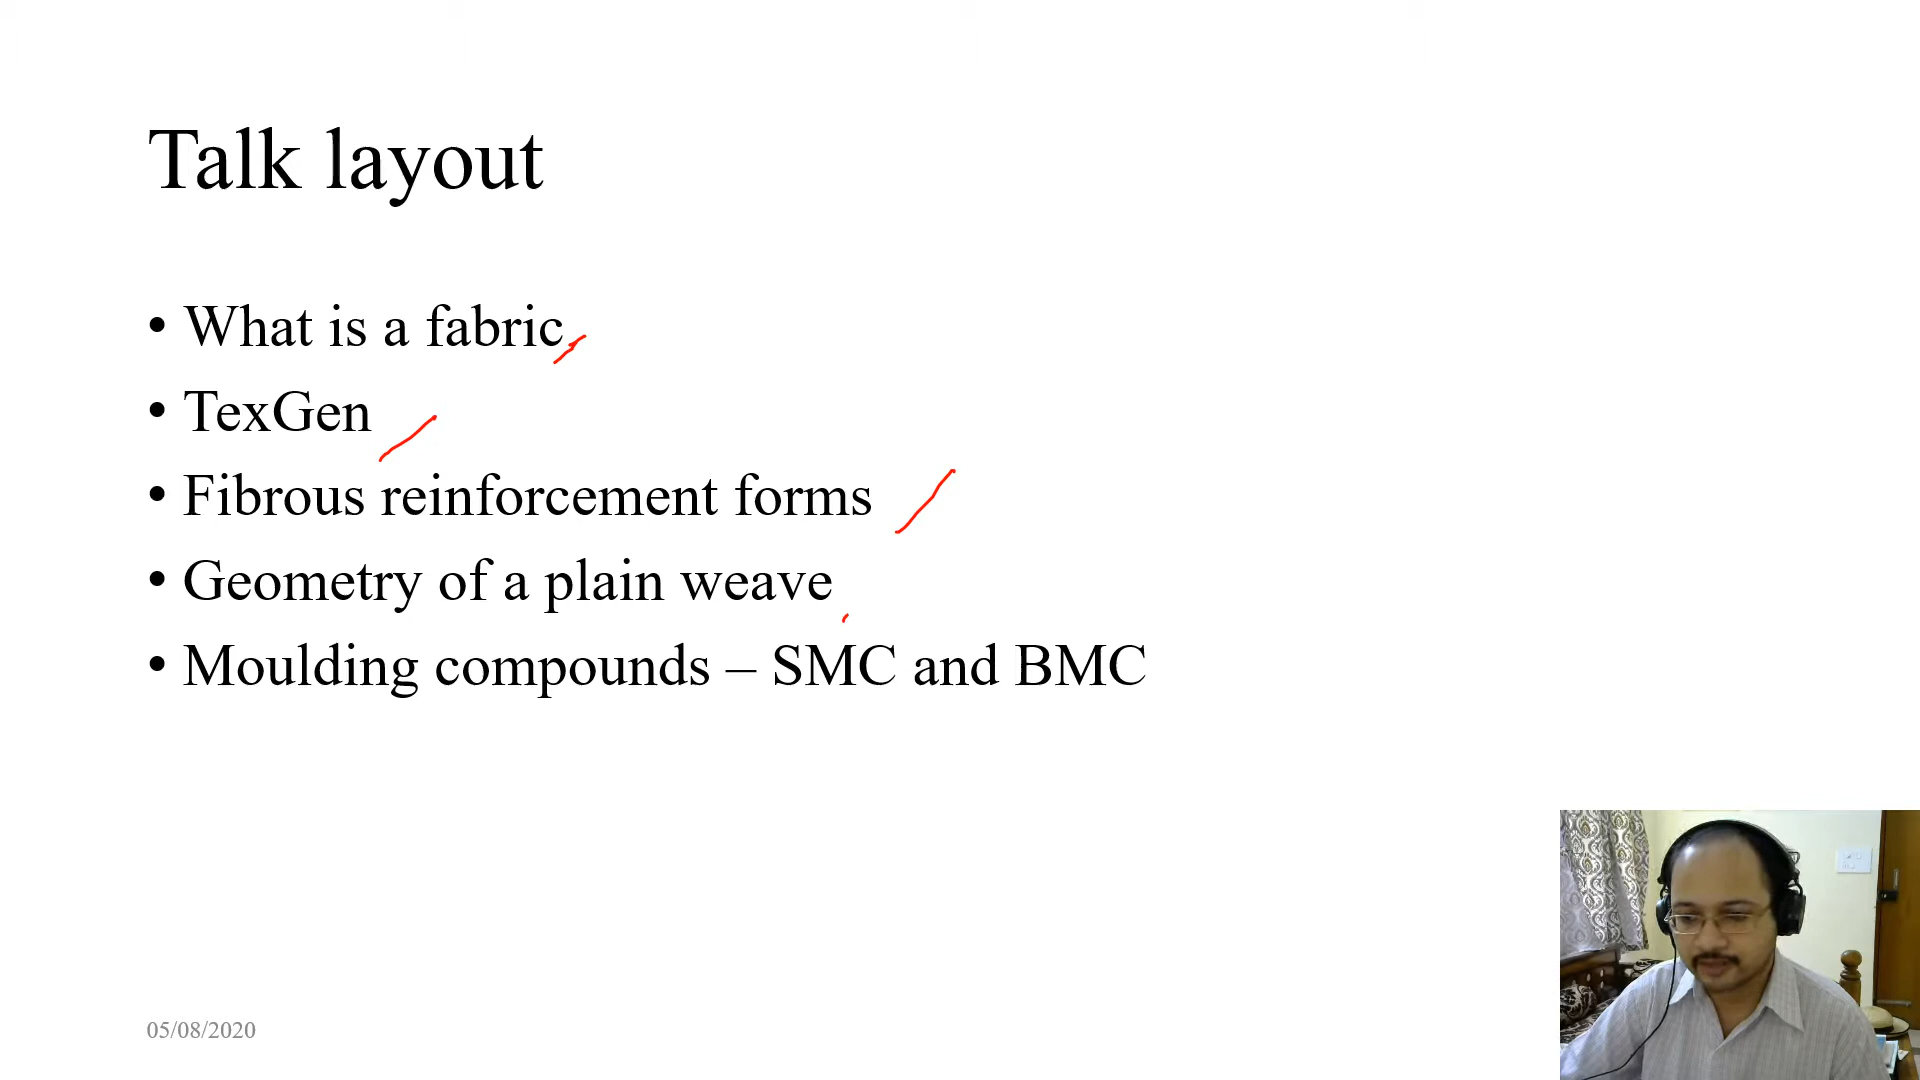 Talk layout
• What is a fabric
• TexGen
• Fibrous reinforcement forms
• Geometry of a plain weave
• Moulding compounds – SMC and BMC
05/08/2020